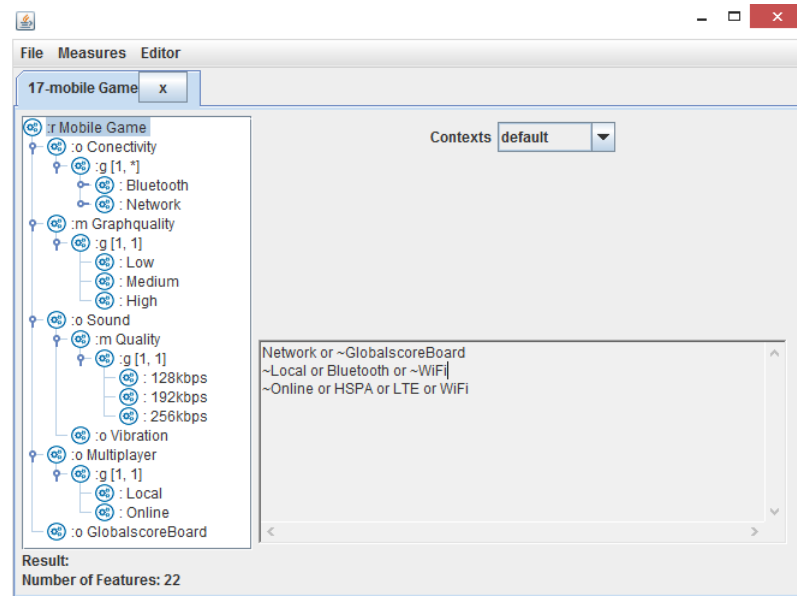 File Measures Editor
17-mobile Game x
:r Mobile Game
:o Conectivity
:g [1, *]
: Bluetooth
: Network
:m Graphquality
:g [1, 1]
: Low
: Medium
: High
:o Sound
:m Quality
:g [1, 1]
: 128kbps
: 192kbps
: 256kbps
:o Vibration
:o Multiplayer
:g [1, 1]
: Local
: Online
:o GlobalscoreBoard
Contexts default
Network or ~GlobalscoreBoard
~Local or Bluetooth or ~WiFi
~Online or HSPA or LTE or WiFi
Result:
Number of Features: 22